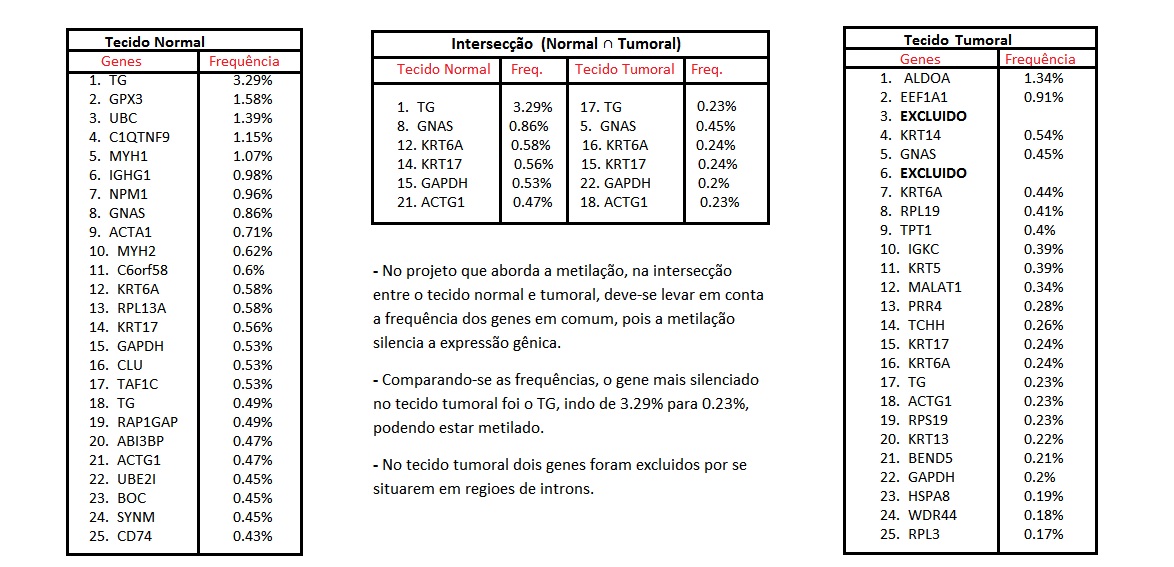 Tecido Normal
Genes Frequência
1. TG 3.29%
2. GPX3 1.58%
3. UBC 1.39%
4. C1QTNF9 1.15%
5. MYH1 1.07%
6. IGHG1 0.98%
7. NPM1 0.96%
8. GNAS 0.86%
9. ACTA1 0.71%
10. MYH2 0.62%
11. C6orf58 0.6%
12. KRT6A 0.58%
13. RPL13A 0.58%
14. KRT17 0.56%
15. GAPDH 0.53%
16. CLU 0.53%
17. TAF1C 0.53%
18. TG 0.49%
19. RAP1GAP 0.49%
20. ABI3BP 0.47%
21. ACTG1 0.47%
22. UBE2I 0.45%
23. BOC 0.45%
24. SYNM 0.45%
25. CD74 0.43%
Intersecção (Normal ∩ Tumoral)
Tecido Normal Freq. Tecido Tumoral Freq.
1. TG 3.29% 17. TG 0.23%
8. GNAS 0.86% 5. GNAS 0.45%
12. KRT6A 0.58% 16. KRT6A 0.24%
14. KRT17 0.56% 15. KRT17 0.24%
15. GAPDH 0.53% 22. GAPDH 0.2%
21. ACTG1 0.47% 18. ACTG1 0.23%
- No projeto que aborda a metilação, na intersecção
entre o tecido normal e tumoral, deve-se levar em conta
a frequência dos genes em comum, pois a metilação
silencia a expressão gênica.
- Comparando-se as frequências, o gene mais silenciado
no tecido tumoral foi o TG, indo de 3.29% para 0.23%,
podendo estar metilado.
- No tecido tumoral dois genes foram excluidos por se
situarem em regioes de introns.
Tecido Tumoral
Genes Frequência
1. ALDOA 1.34%
2. EEF1A1 0.91%
3. EXCLUIDO
4. KRT14 0.54%
5. GNAS 0.45%
6. EXCLUIDO
7. KRT6A 0.44%
8. RPL19 0.41%
9. TPT1 0.4%
10. IGKC 0.39%
11. KRT5 0.39%
12. MALAT1 0.34%
13. PRR4 0.28%
14. TCHH 0.26%
15. KRT17 0.24%
16. KRT6A 0.24%
17. TG 0.23%
18. ACTG1 0.23%
19. RPS19 0.23%
20. KRT13 0.22%
21. BEND5 0.21%
22. GAPDH 0.2%
23. HSPA8 0.19%
24. WDR44 0.18%
25. RPL3 0.17%